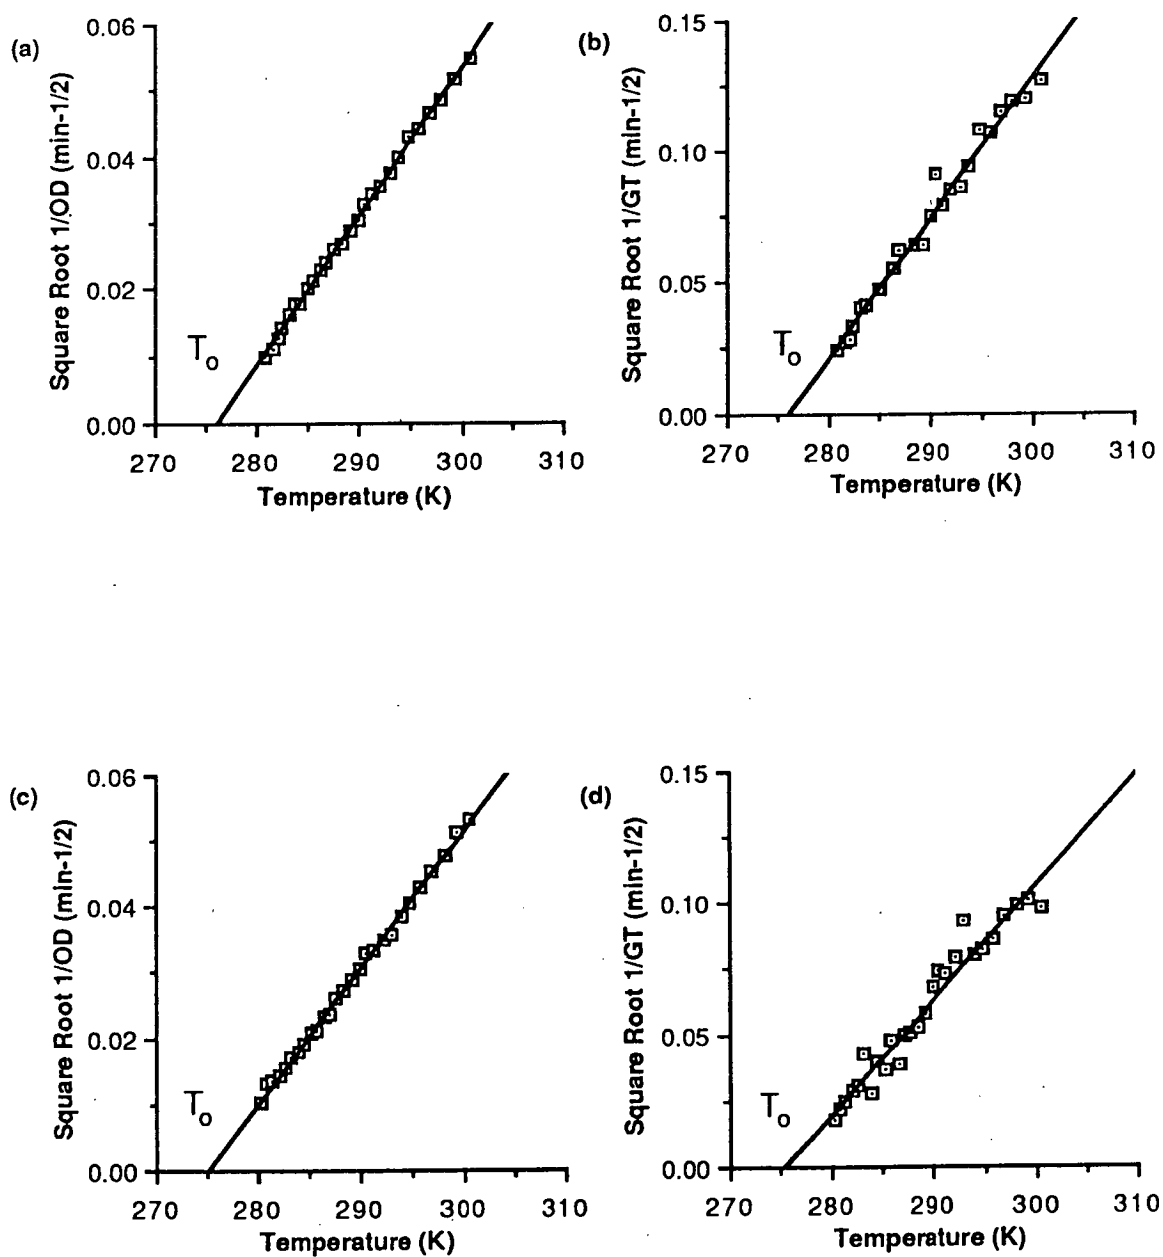 (a)
Square Root 1/OD (min-1/2)
0.06
0.04
0.02
0.00
To
270 280 290 300 310
Temperature (K)
(b)
Square Root 1/GT (min-1/2)
0.15
0.10
0.05
0.00
To
270 280 290 300 310
Temperature (K)
(c)
Square Root 1/OD (min-1/2)
0.06
0.04
0.02
0.00
To
270 280 290 300 310
Temperature (K)
(d)
Square Root 1/GT (min-1/2)
0.15
0.10
0.05
0.00
To
270 280 290 300 310
Temperature (K)